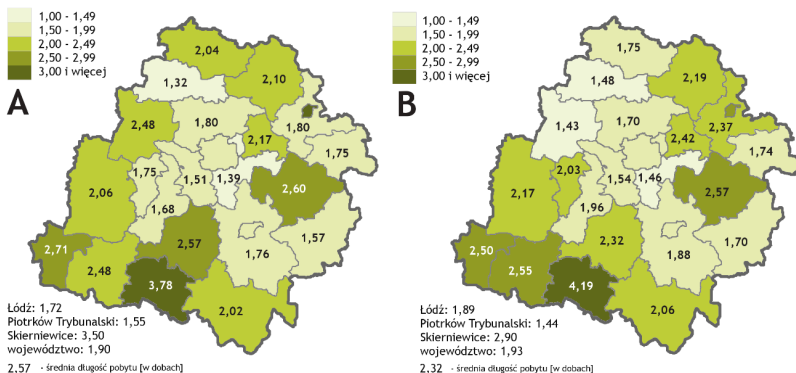 1,00 - 1,49
1,50 - 1,99
2,00 - 2,49
2,50 - 2,99
3,00 i więcej
A
2,04
2,10
1,32
2,48
1,80
2,17
1,80
1,75
2,06
1,75
1,51
1,39
2,60
1,68
2,71
2,48
2,57
1,76
1,57
3,78
2,02
Łódź: 1,72
Piotrków Trybunalski: 1,55
Skierniewice: 3,50
województwo: 1,90
2,57 - średnia długość pobytu [w dobach]
1,00 - 1,49
1,50 - 1,99
2,00 - 2,49
2,50 - 2,99
3,00 i więcej
B
1,75
2,19
1,48
1,43
1,70
2,42
2,37
1,74
2,17
2,03
1,54
1,46
2,57
1,96
2,50
2,55
2,32
1,88
1,70
4,19
2,06
Łódź: 1,89
Piotrków Trybunalski: 1,44
Skierniewice: 2,90
województwo: 1,93
2,32 - średnia długość pobytu [w dobach]